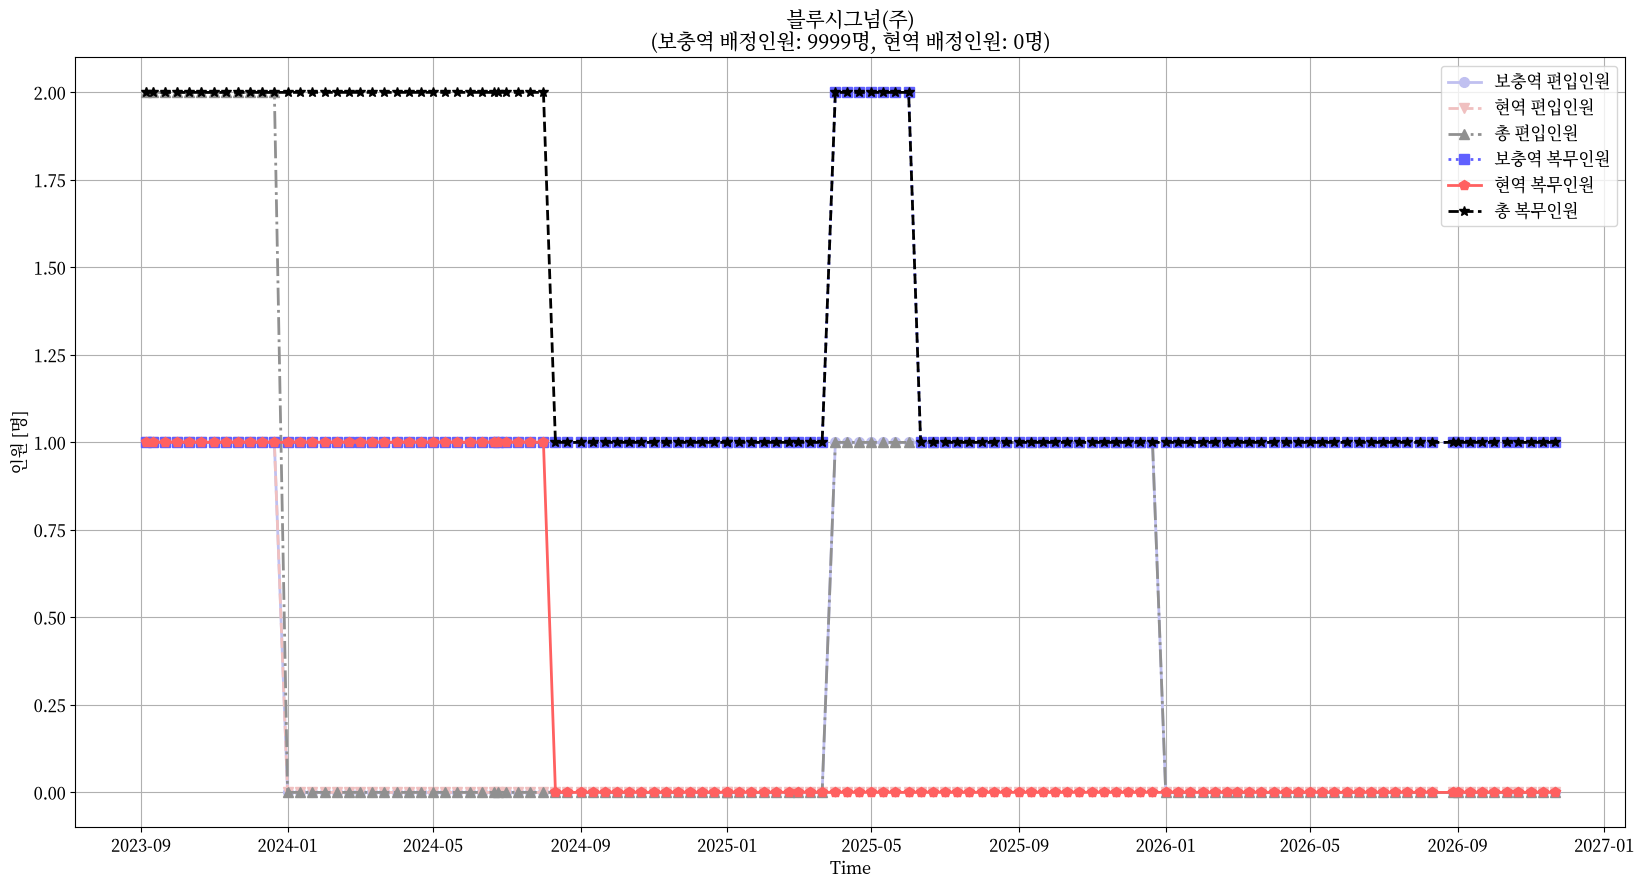 블루시그넘(주)
(보충역 배정인원: 9999명, 현역 배정인원: 0명)
보충역 편입인원
현역 편입인원
총 편입인원
보충역 복무인원
현역 복무인원
총 복무인원
인원 [명]
2.00
1.75
1.50
1.25
1.00
0.75
0.50
0.25
0.00
2023-09 2024-01 2024-05 2024-09 2025-01 2025-05 2025-09 2026-01 2026-05 2026-09 2027-01
Time